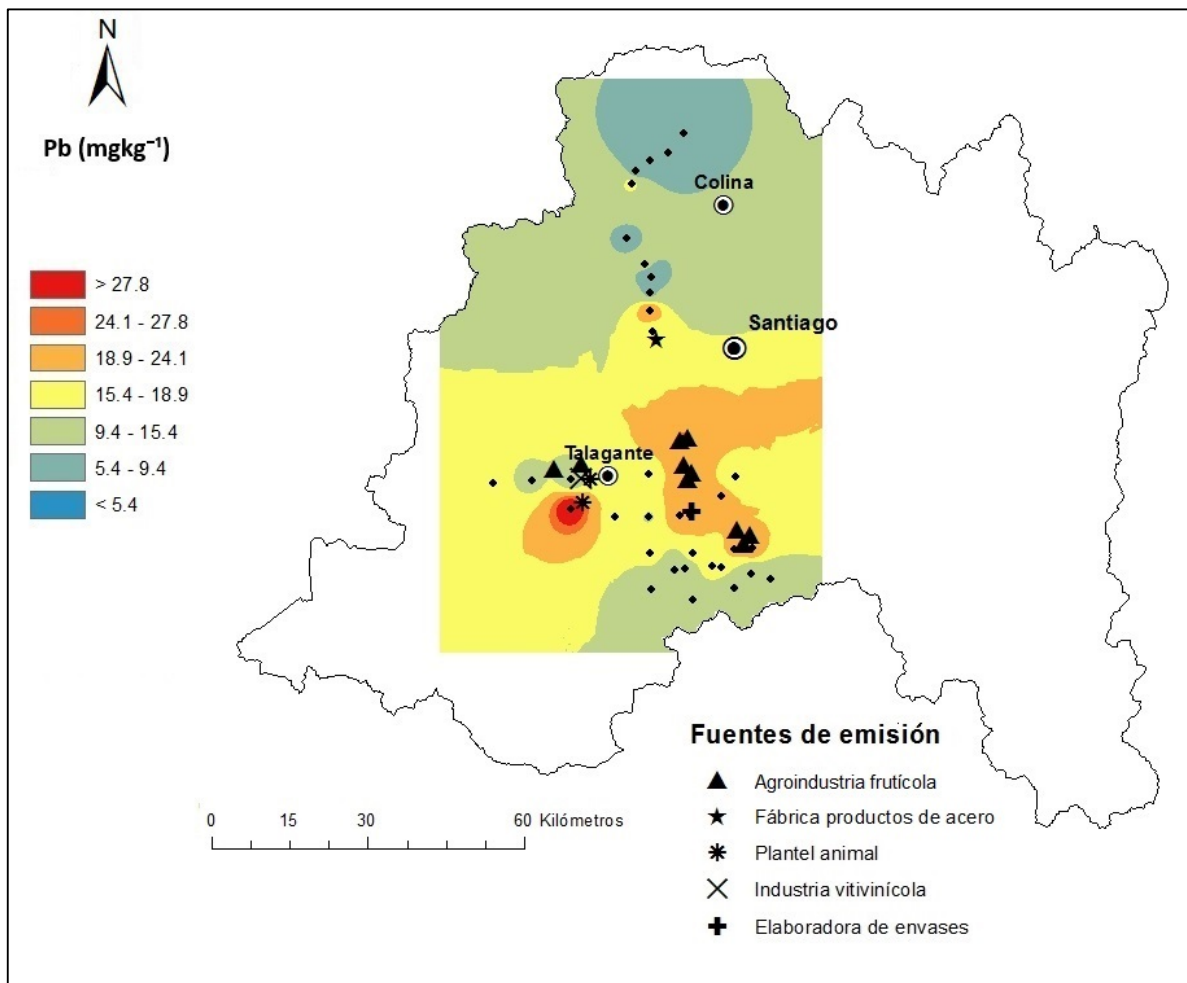 N
Pb (mgkg⁻¹)
> 27.8
24.1 - 27.8
18.9 - 24.1
15.4 - 18.9
9.4 - 15.4
5.4 - 9.4
< 5.4
Colina
Santiago
Talagante
Fuentes de emisión
Agroindustria frutícola
Fábrica productos de acero
Plantel animal
Industria vitivinícola
Elaboradora de envases
0 15 30 60 Kilómetros